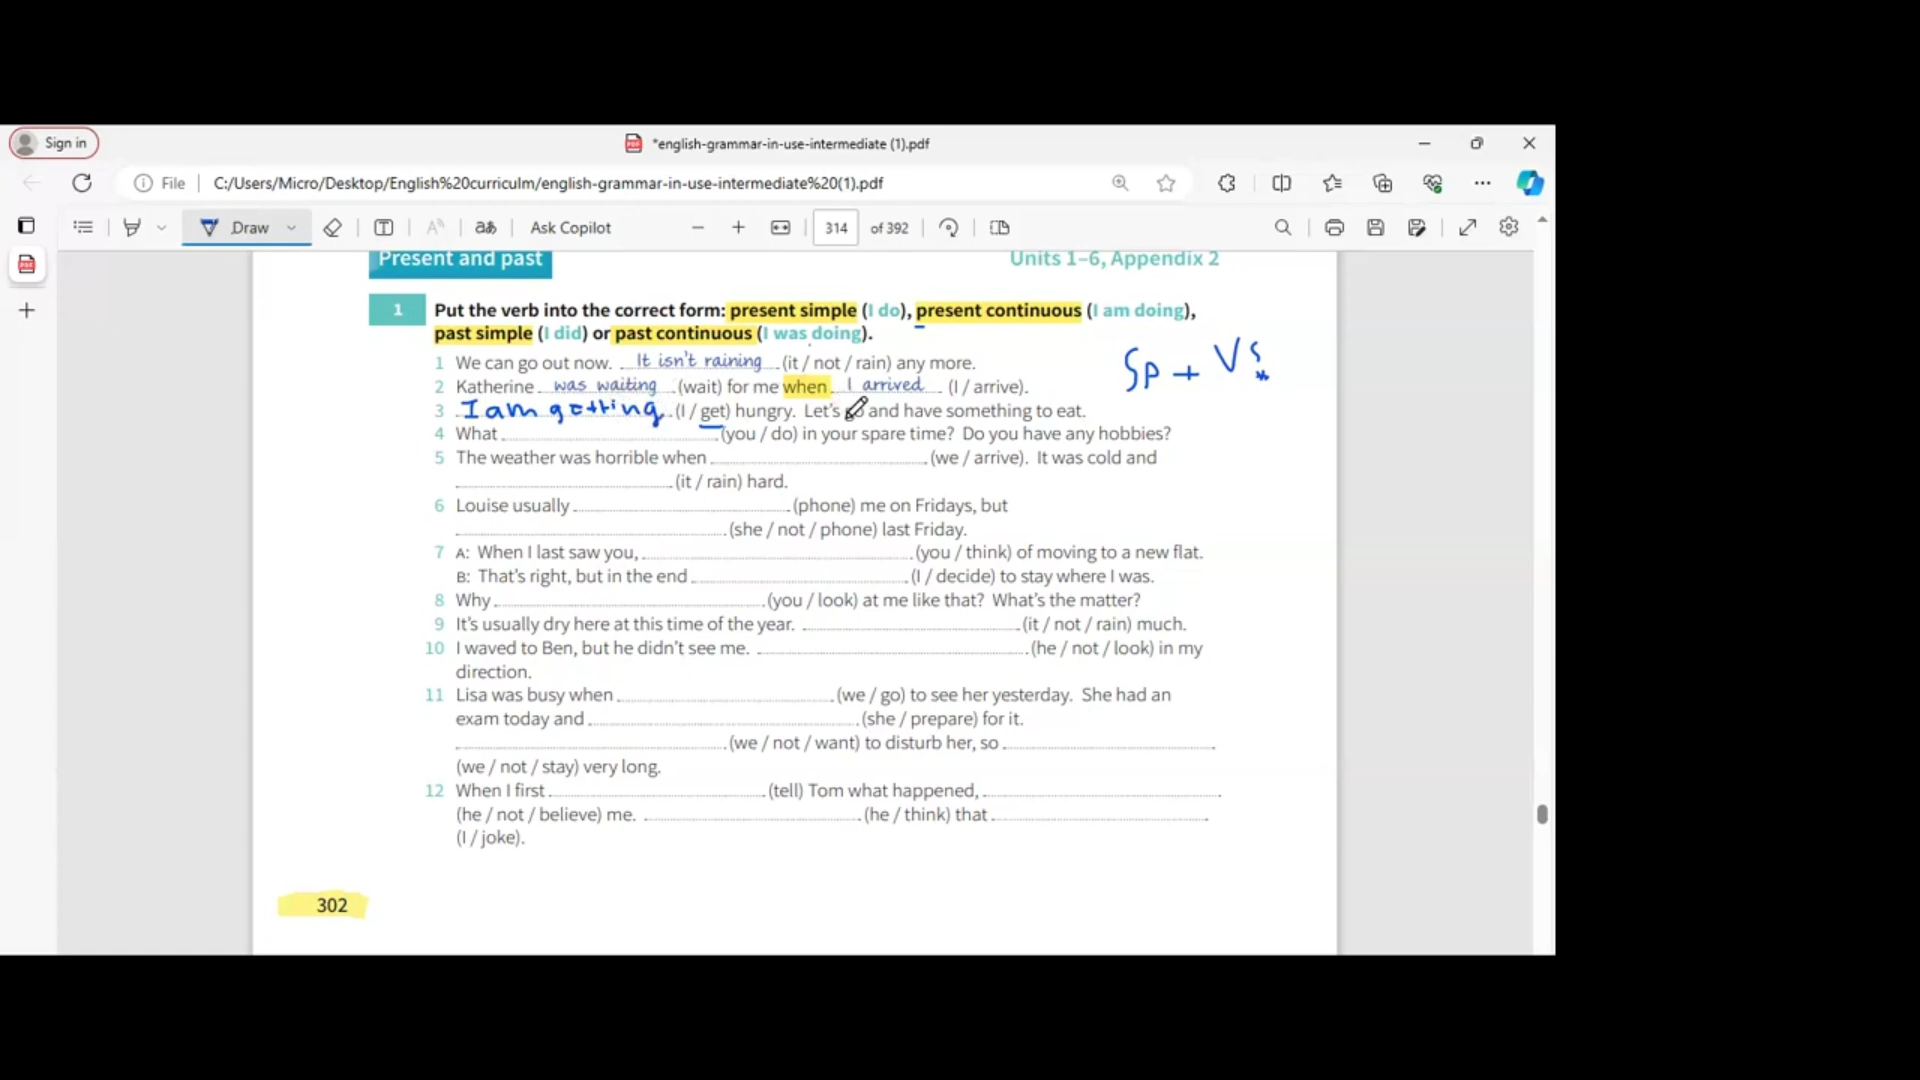 Sign in
*english-grammar-in-use-intermediate (1).pdf
File
C:/Users/Micro/Desktop/English%20curriculm/english-grammar-in-use-intermediate%20(1).pdf
Draw
Ask Copilot
314 of 392
Present and past Units 1–6, Appendix 2
1 Put the verb into the correct form: present simple (I do), present continuous (I am doing),
past simple (I did) or past continuous (I was doing).
1 We can go out now. It isn't raining (it / not / rain) any more.
Sp + Vs
2 Katherine was waiting (wait) for me when I arrived (I / arrive).
3 I am getting (I / get) hungry. Let's and have something to eat.
4 What (you / do) in your spare time? Do you have any hobbies?
5 The weather was horrible when (we / arrive). It was cold and
(it / rain) hard.
6 Louise usually (phone) me on Fridays, but
(she / not / phone) last Friday.
7 A: When I last saw you, (you / think) of moving to a new flat.
B: That's right, but in the end (I / decide) to stay where I was.
8 Why (you / look) at me like that? What's the matter?
9 It's usually dry here at this time of the year. (it / not / rain) much.
10 I waved to Ben, but he didn't see me. (he / not / look) in my
direction.
11 Lisa was busy when (we / go) to see her yesterday. She had an
exam today and (she / prepare) for it.
(we / not / want) to disturb her, so
(we / not / stay) very long.
12 When I first (tell) Tom what happened,
(he / not / believe) me. (he / think) that
(I / joke).
302